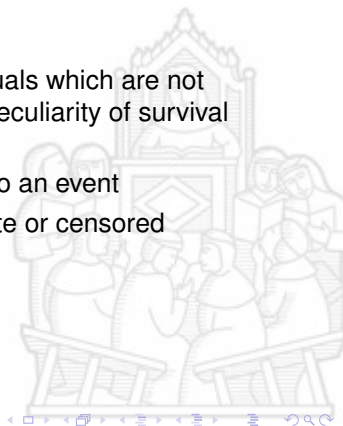 uals which are not
eculiarity of survival
o an event
te or censored